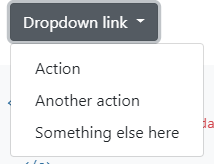 Dropdown link
Action
Another action
Something else here